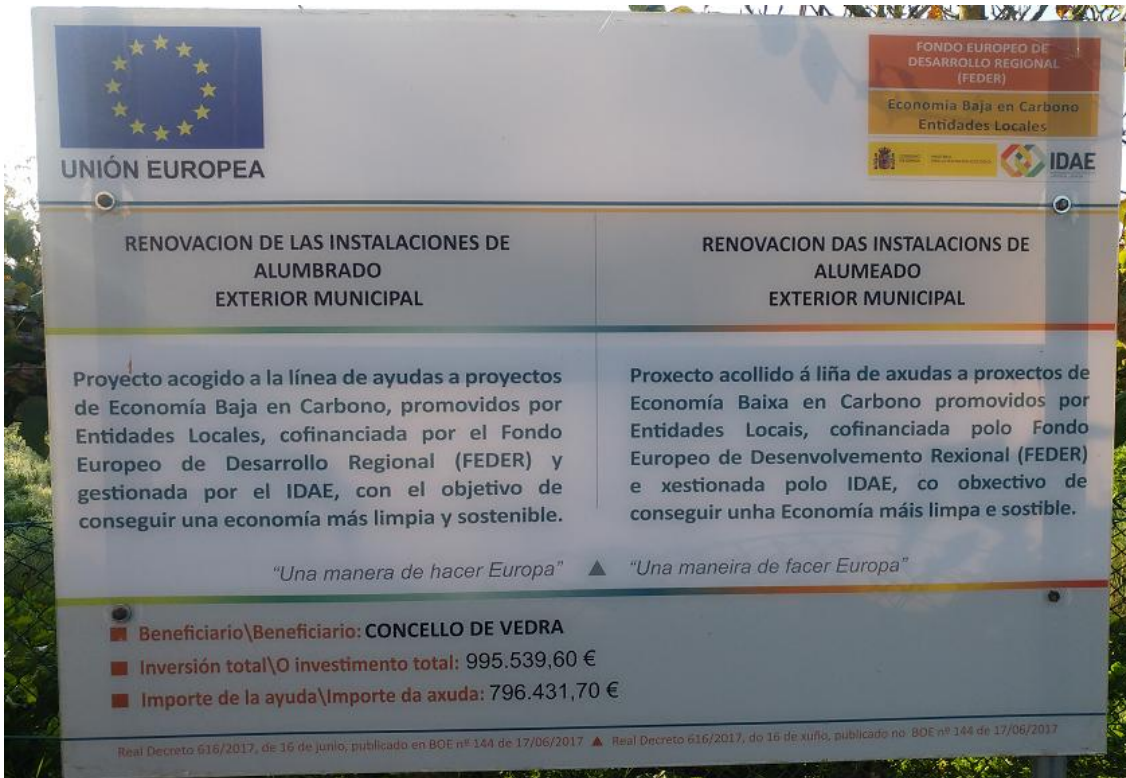 UNIÓN EUROPEA
FONDO EUROPEO DE
DESARROLLO REGIONAL
(FEDER)
Economía Baja en Carbono
Entidades Locales
GOBIERNO
DE ESPAÑA
IDAE
RENOVACION DE LAS INSTALACIONES DE
ALUMBRADO
EXTERIOR MUNICIPAL
RENOVACION DAS INSTALACIONS DE
ALUMEADO
EXTERIOR MUNICIPAL
Proyecto acogido a la línea de ayudas a proyectos
de Economía Baja en Carbono, promovidos por
Entidades Locales, cofinanciada por el Fondo
Europeo de Desarrollo Regional (FEDER) y
gestionada por el IDAE, con el objetivo de
conseguir una economía más limpia y sostenible.
Proxecto acollido á liña de axudas a proxectos de
Economía Baixa en Carbono promovidos por
Entidades Locais, cofinanciada polo Fondo
Europeo de Desenvolvemento Rexional (FEDER)
e xestionada polo IDAE, co obxectivo de
conseguir unha Economía máis limpa e sostible.
"Una manera de hacer Europa" ▲ "Una maneira de facer Europa"
■ Beneficiario\Beneficiario: CONCELLO DE VEDRA
■ Inversión total\O investimento total: 995.539,60 €
■ Importe de la ayuda\Importe da axuda: 796.431,70 €
Real Decreto 616/2017, de 16 de junio, publicado en BOE nº 144 de 17/06/2017 ▲ Real Decreto 616/2017, do 16 de xuño, publicado no BOE nº 144 de 17/06/2017